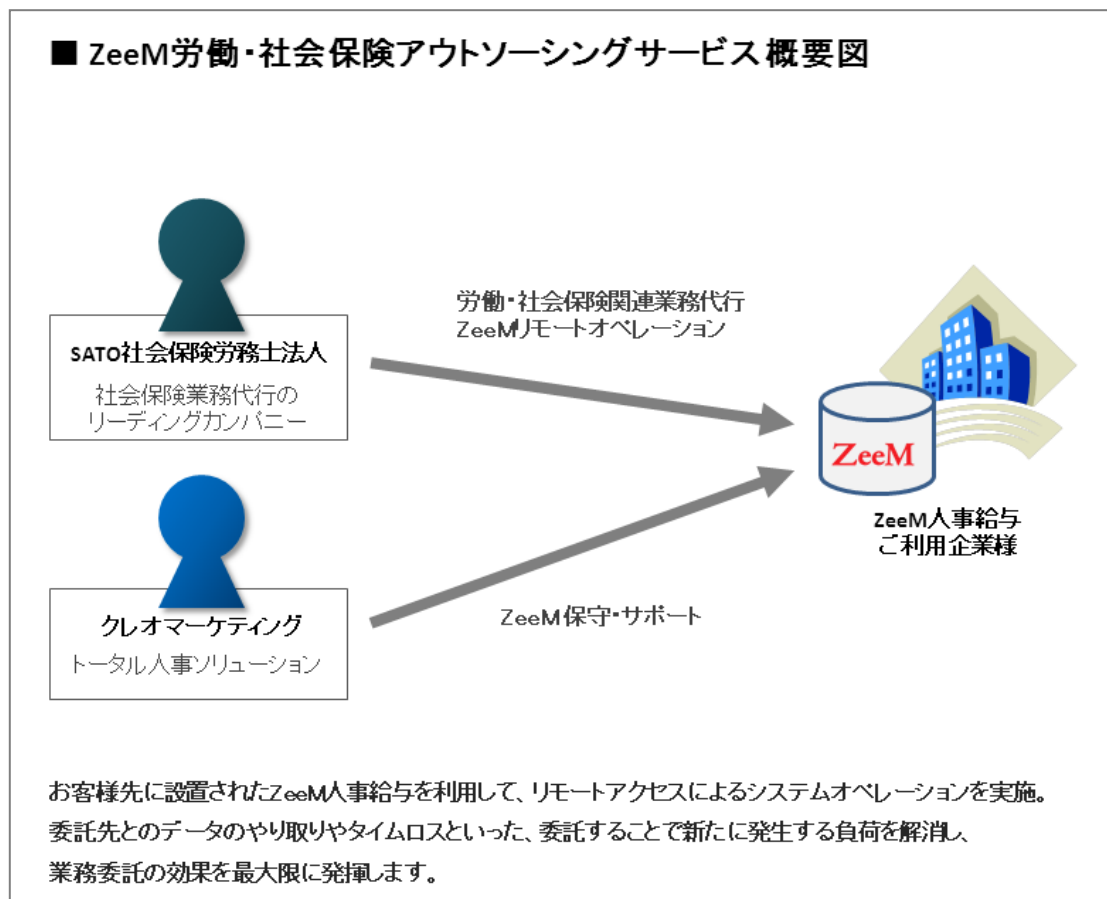 ■ ZeeM労働・社会保険アウトソーシングサービス概要図
労働・社会保険関連業務代行
ZeeMリモートオペレーション
SATO社会保険労務士法人
社会保険業務代行の
リーディングカンパニー
ZeeM
ZeeM人事給与
ご利用企業様
クレオマーケティング
トータル人事ソリューション
ZeeM保守・サポート
お客様先に設置されたZeeM人事給与を利用して、リモートアクセスによるシステムオペレーションを実施。
委託先とのデータのやり取りやタイムロスといった、委託することで新たに発生する負荷を解消し、
業務委託の効果を最大限に発揮します。